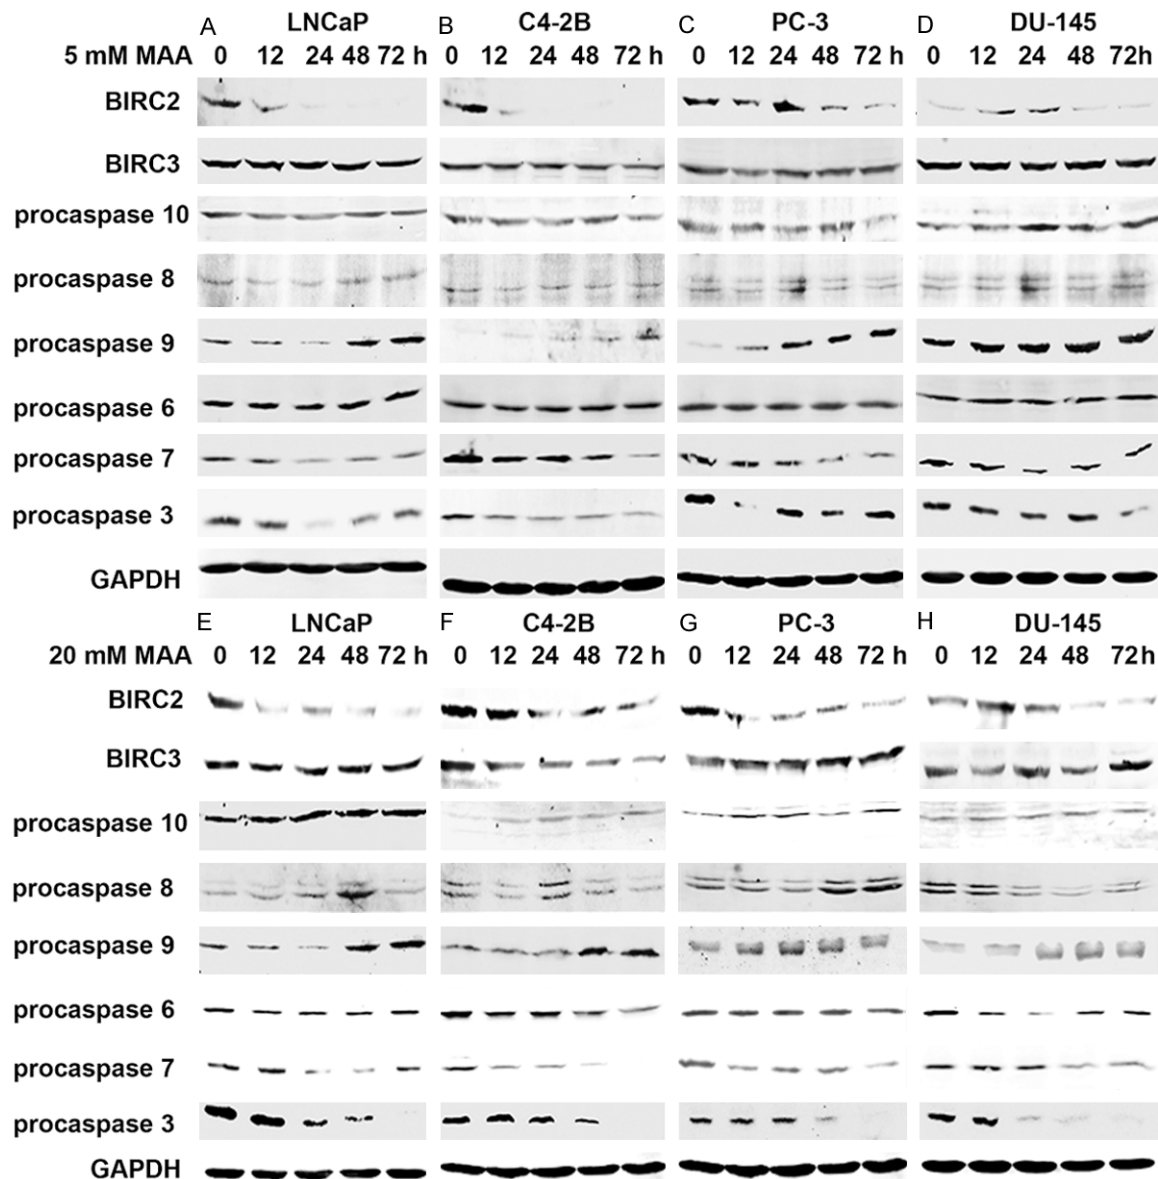 A LNCaP B C4-2B C PC-3 D DU-145
5 mM MAA 0 12 24 48 72 h 0 12 24 48 72 h 0 12 24 48 72 h 0 12 24 48 72h
BIRC2
BIRC3
procaspase 10
procaspase 8
procaspase 9
procaspase 6
procaspase 7
procaspase 3
GAPDH
E LNCaP F C4-2B G PC-3 H DU-145
20 mM MAA 0 12 24 48 72 h 0 12 24 48 72 h 0 12 24 48 72 h 0 12 24 48 72h
BIRC2
BIRC3
procaspase 10
procaspase 8
procaspase 9
procaspase 6
procaspase 7
procaspase 3
GAPDH